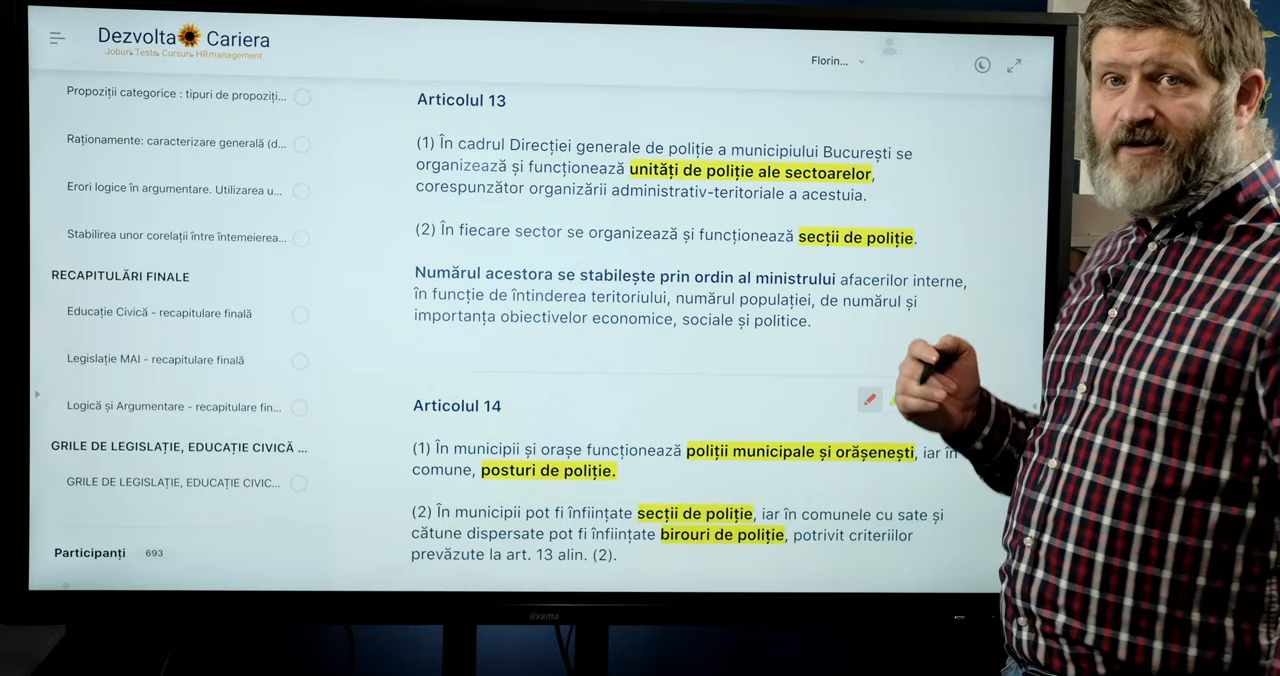 Dezvolta Cariera
Joburi. Teste. Cursuri. HRmanagement
Florin...
Propoziții categorice : tipuri de propoziți...
Raționamente: caracterizare generală (d...
Erori logice în argumentare. Utilizarea u...
Stabilirea unor corelații între întemeierea...
RECAPITULĂRI FINALE
Educație Civică - recapitulare finală
Legislație MAI - recapitulare finală
Logică și Argumentare - recapitulare fin...
GRILE DE LEGISLAȚIE, EDUCAȚIE CIVICĂ ...
GRILE DE LEGISLAȚIE, EDUCAȚIE CIVIC...
Participanți 693
Articolul 13
(1) În cadrul Direcției generale de poliție a municipiului București se
organizează și funcționează unități de poliție ale sectoarelor,
corespunzător organizării administrativ-teritoriale a acestuia.
(2) În fiecare sector se organizează și funcționează secții de poliție.
Numărul acestora se stabilește prin ordin al ministrului afacerilor interne,
în funcție de întinderea teritoriului, numărul populației, de numărul și
importanța obiectivelor economice, sociale și politice.
Articolul 14
(1) În municipii și orașe funcționează poliții municipale și orășenești, iar în
comune, posturi de poliție.
(2) În municipii pot fi înființate secții de poliție, iar în comunele cu sate și
cătune dispersate pot fi înființate birouri de poliție, potrivit criteriilor
prevăzute la art. 13 alin. (2).
iiyama